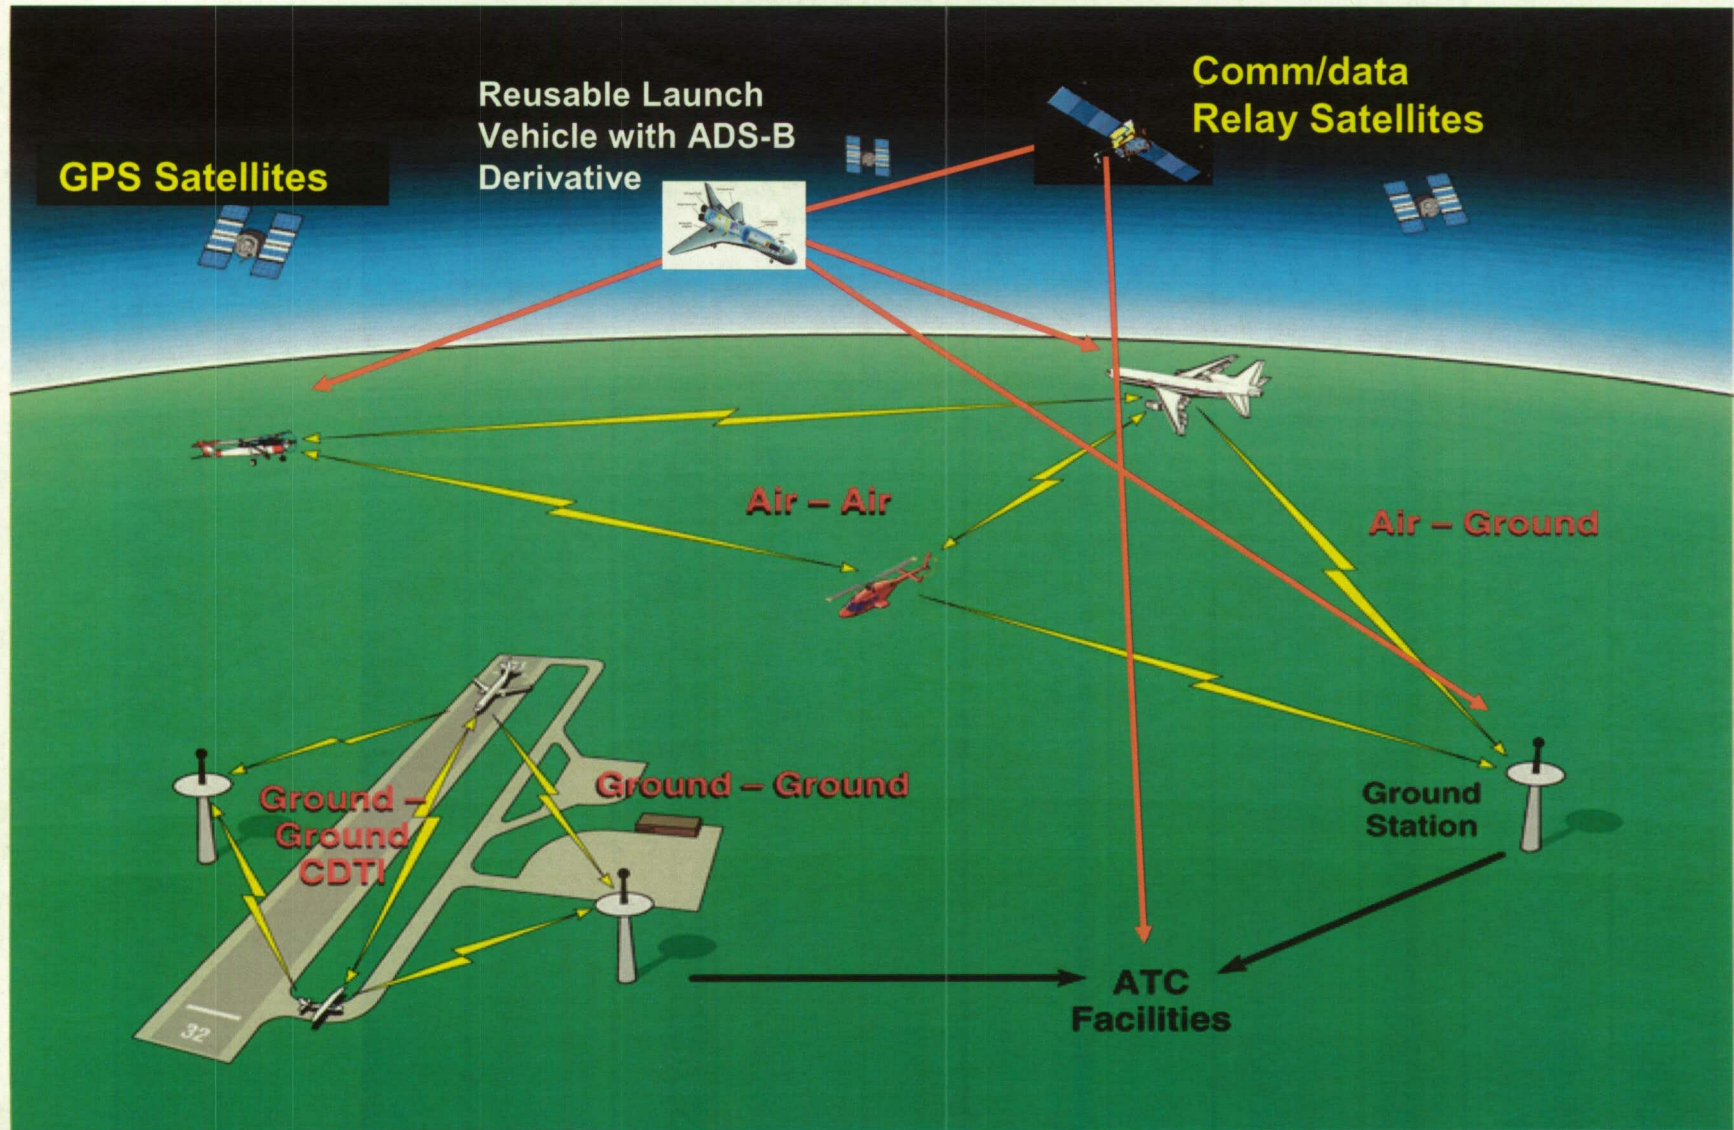 Reusable Launch
Vehicle with ADS-B
Derivative
Comm/data
Relay Satellites
GPS Satellites
Air – Air
Air – Ground
Ground –
Ground
CDTI
Ground – Ground
Ground
Station
ATC
Facilities
32